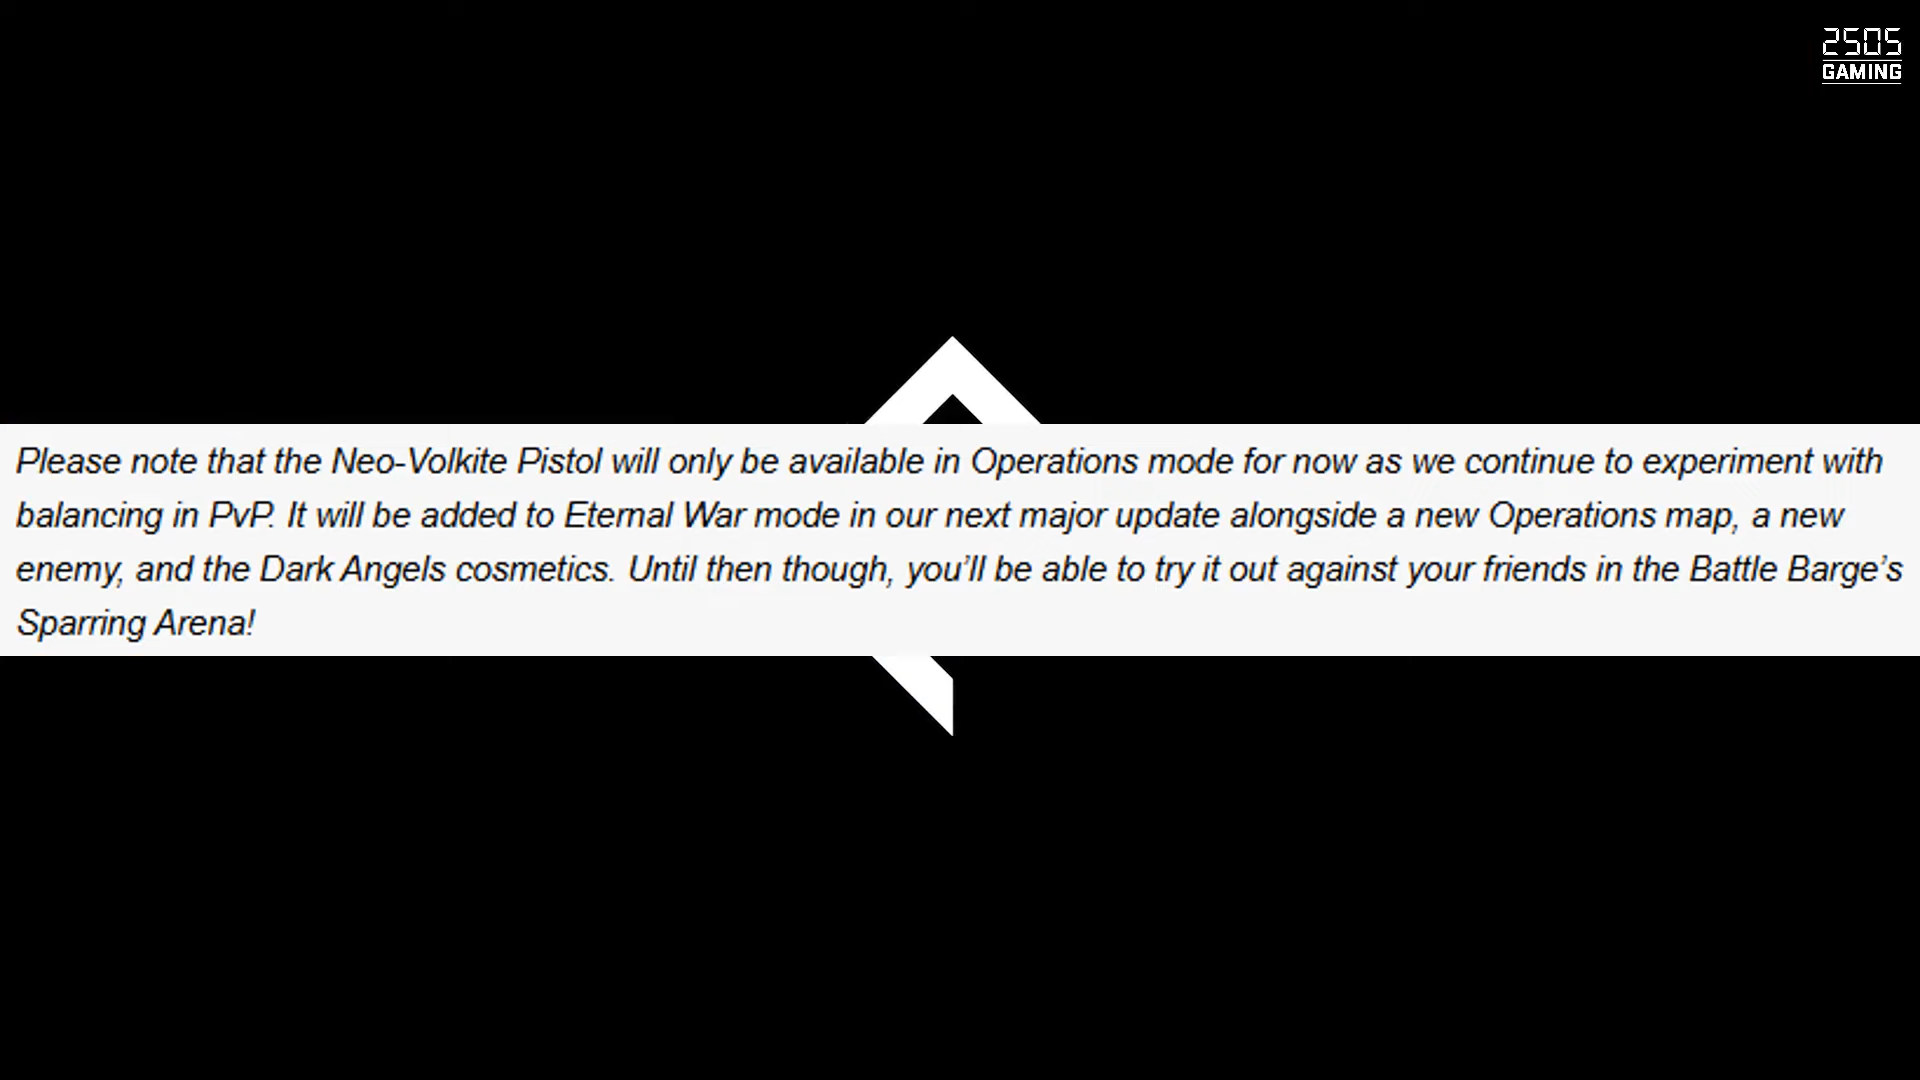 2505
GAMING
Please note that the Neo-Volkite Pistol will only be available in Operations mode for now as we continue to experiment with
balancing in PvP. It will be added to Eternal War mode in our next major update alongside a new Operations map, a new
enemy, and the Dark Angels cosmetics. Until then though, you’ll be able to try it out against your friends in the Battle Barge’s
Sparring Arena!